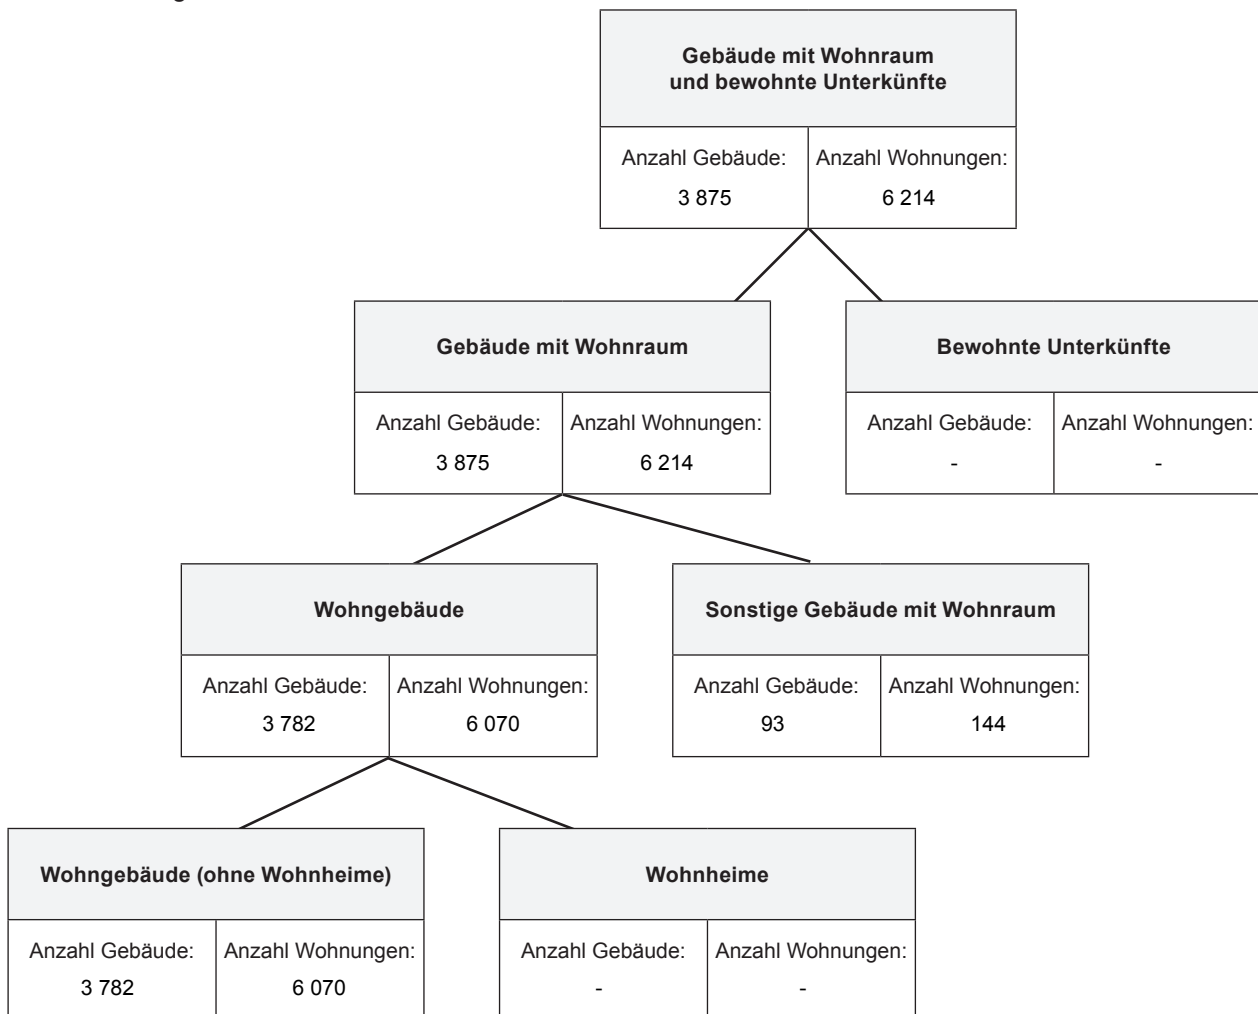 Gebäude mit Wohnraum
und bewohnte Unterkünfte
Anzahl Gebäude: Anzahl Wohnungen:
3 875 6 214
Gebäude mit Wohnraum Bewohnte Unterkünfte
Anzahl Gebäude: Anzahl Wohnungen: Anzahl Gebäude: Anzahl Wohnungen:
3 875 6 214 - -
Wohngebäude Sonstige Gebäude mit Wohnraum
Anzahl Gebäude: Anzahl Wohnungen: Anzahl Gebäude: Anzahl Wohnungen:
3 782 6 070 93 144
Wohngebäude (ohne Wohnheime) Wohnheime
Anzahl Gebäude: Anzahl Wohnungen: Anzahl Gebäude: Anzahl Wohnungen:
3 782 6 070 - -